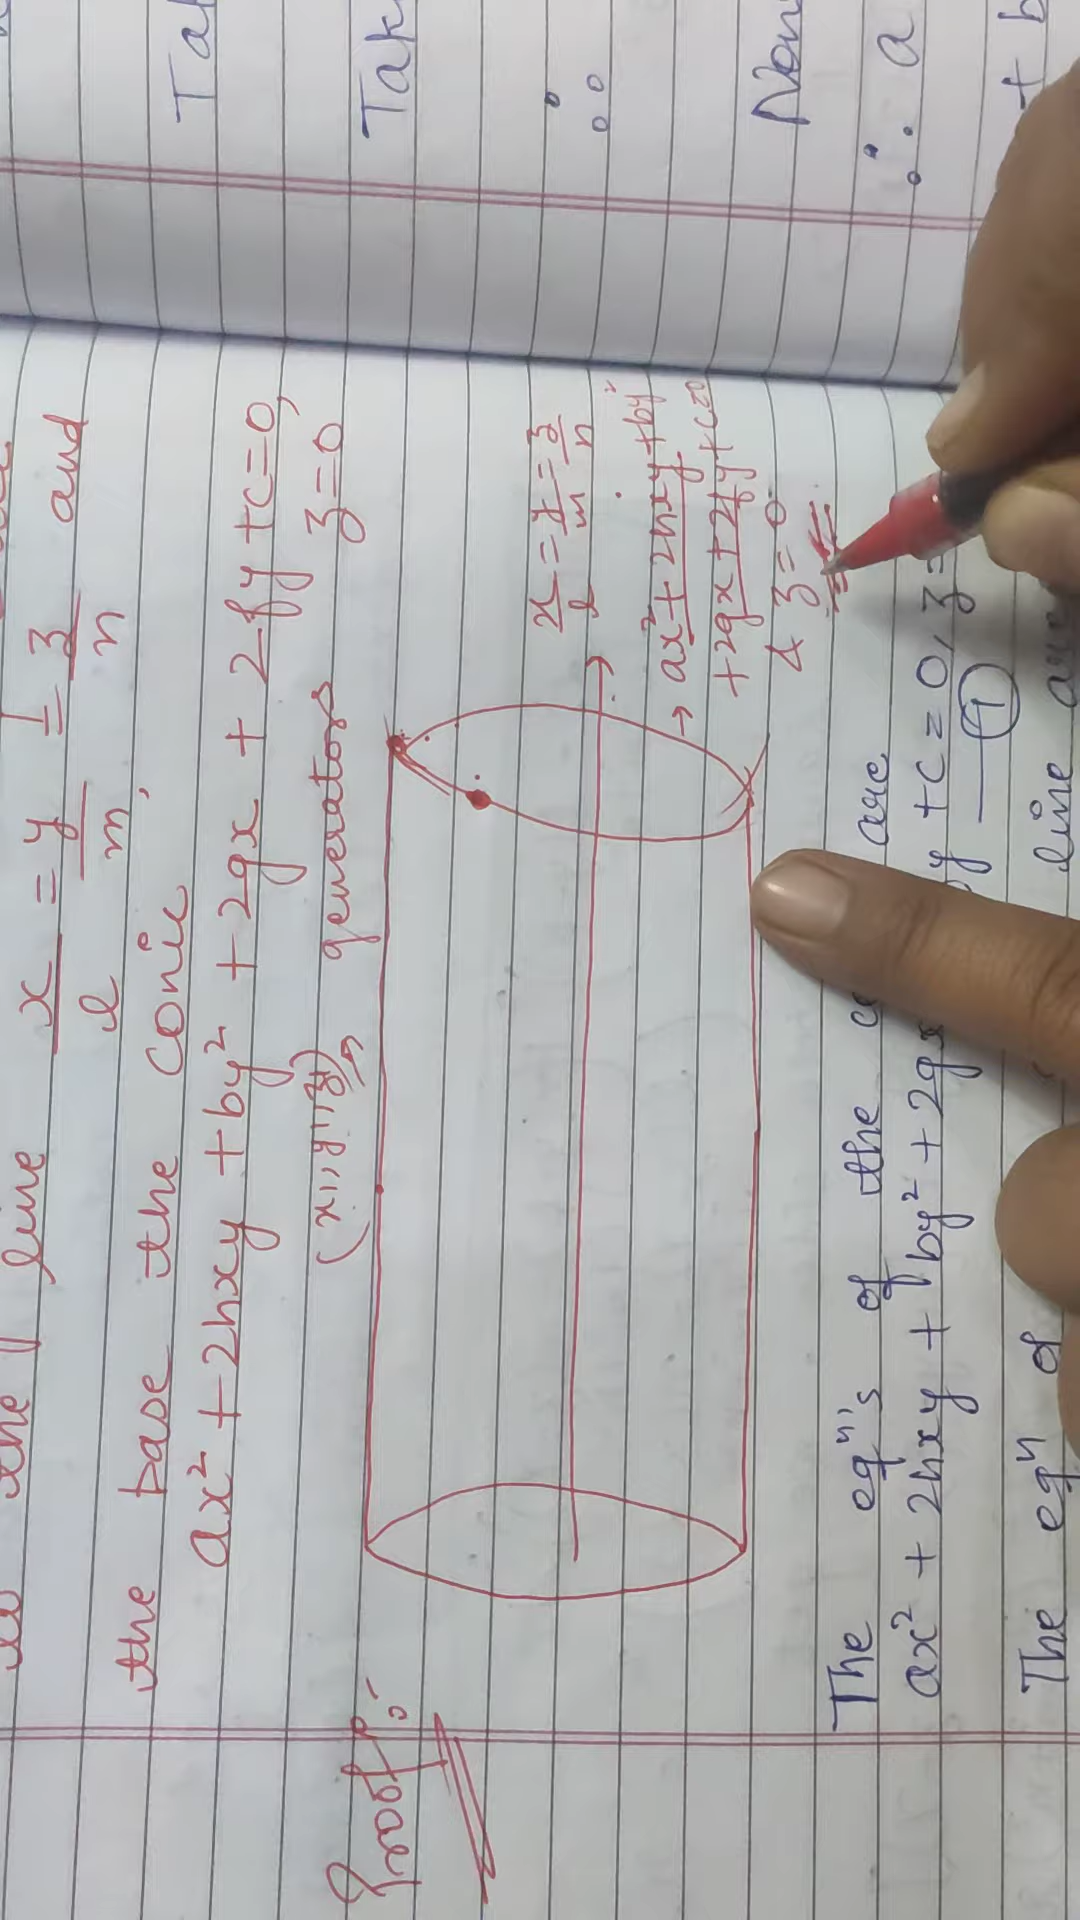 line x/l = y/m = z/n and
the base the conic
ax² + 2hxy + by² + 2gx + 2fy + c = 0,
z = 0
Proof :-
(x₁, y₁, z₁)
generators
x/l = y/m = z/n
→ ax² + 2hxy + by²
+ 2gx + 2fy + c = 0
& z = 0
The eqⁿ's of the are
ax² + 2hxy + by² + 2gx y + c = 0, z =
— ①
The eqⁿ of line are
Ta
Tak
∴
Now
∴ a
+ b